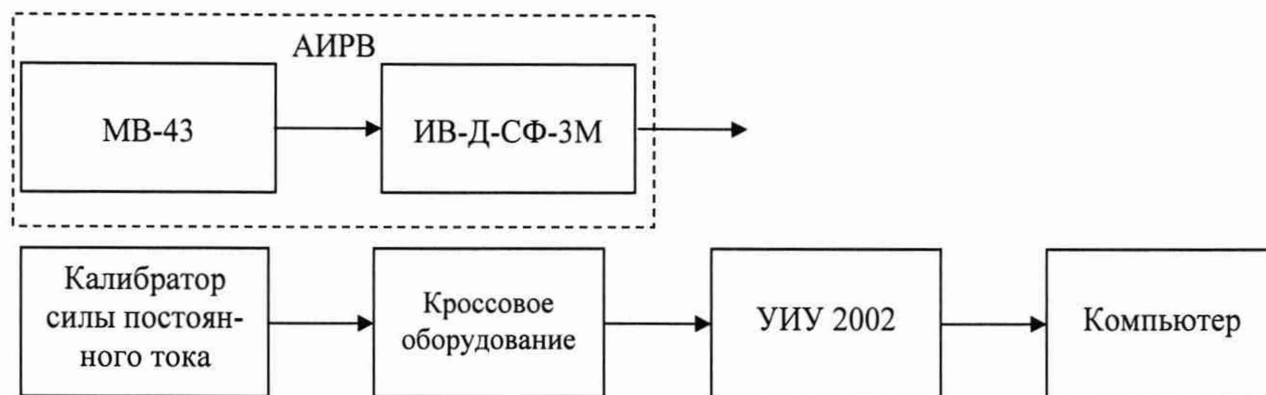 АИРВ
МВ-43
ИВ-Д-СФ-3М
Калибратор
силы постоян-
ного тока
Кроссовое
оборудование
УИУ 2002
Компьютер